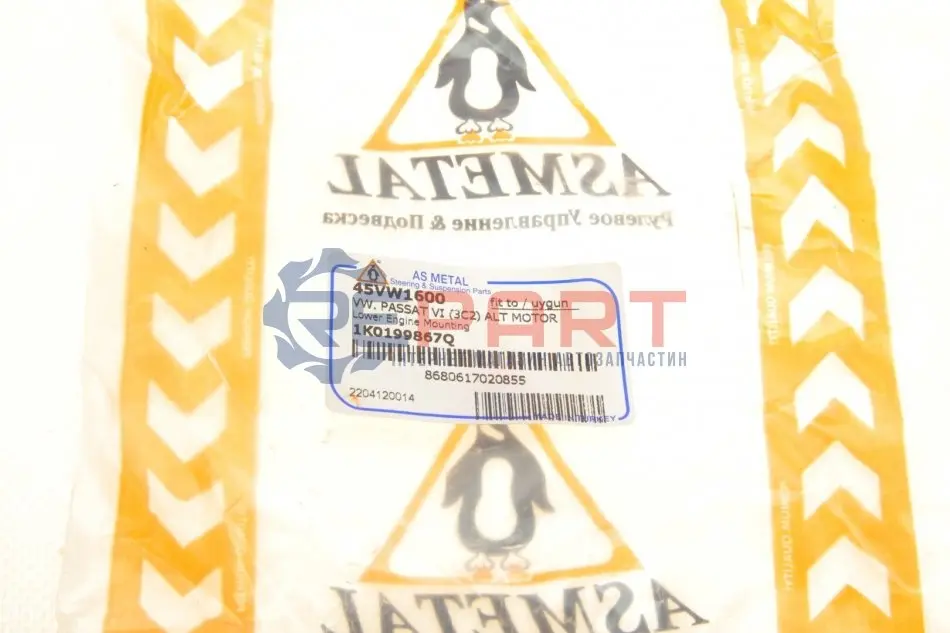 ASMETAL
Рулевое Управление & Подвеска
AS METAL
Steering & Suspension Parts
45VW1600
fit to / uygun
VW. PASSAT VI (3C2) ALT MOTOR
Lower Engine Mounting
1K0199867Q
8680617020855
2204120014
MADE IN TURKEY
PART
ЗАПЧАСТИН
ASMETAL